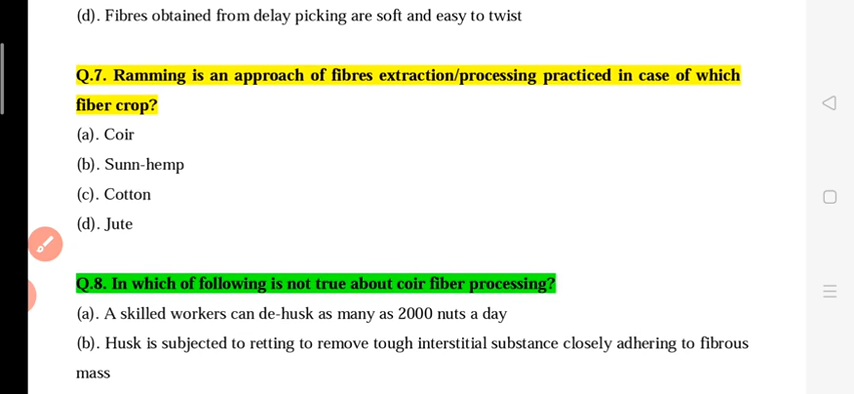 (d). Fibres obtained from delay picking are soft and easy to twist
Q.7. Ramming is an approach of fibres extraction/processing practiced in case of which
fiber crop?
(a). Coir
(b). Sunn-hemp
(c). Cotton
(d). Jute
Q.8. In which of following is not true about coir fiber processing?
(a). A skilled workers can de-husk as many as 2000 nuts a day
(b). Husk is subjected to retting to remove tough interstitial substance closely adhering to fibrous
mass